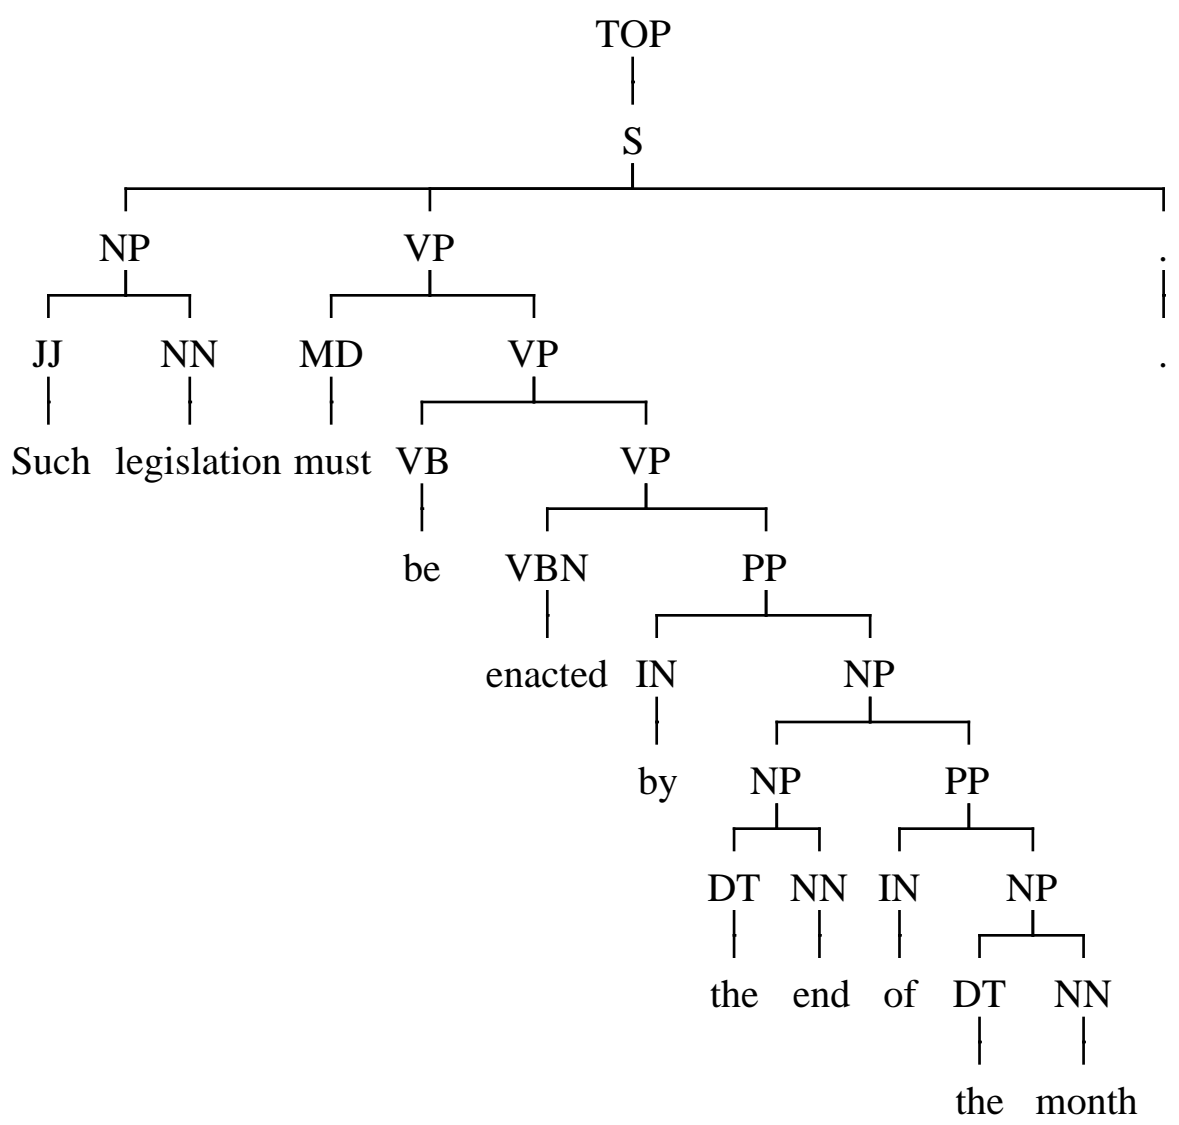 TOP
S
NP VP .
JJ NN MD VP .
Such legislation must VB VP
be VBN PP
enacted IN NP
by NP PP
DT NN IN NP
the end of DT NN
the month